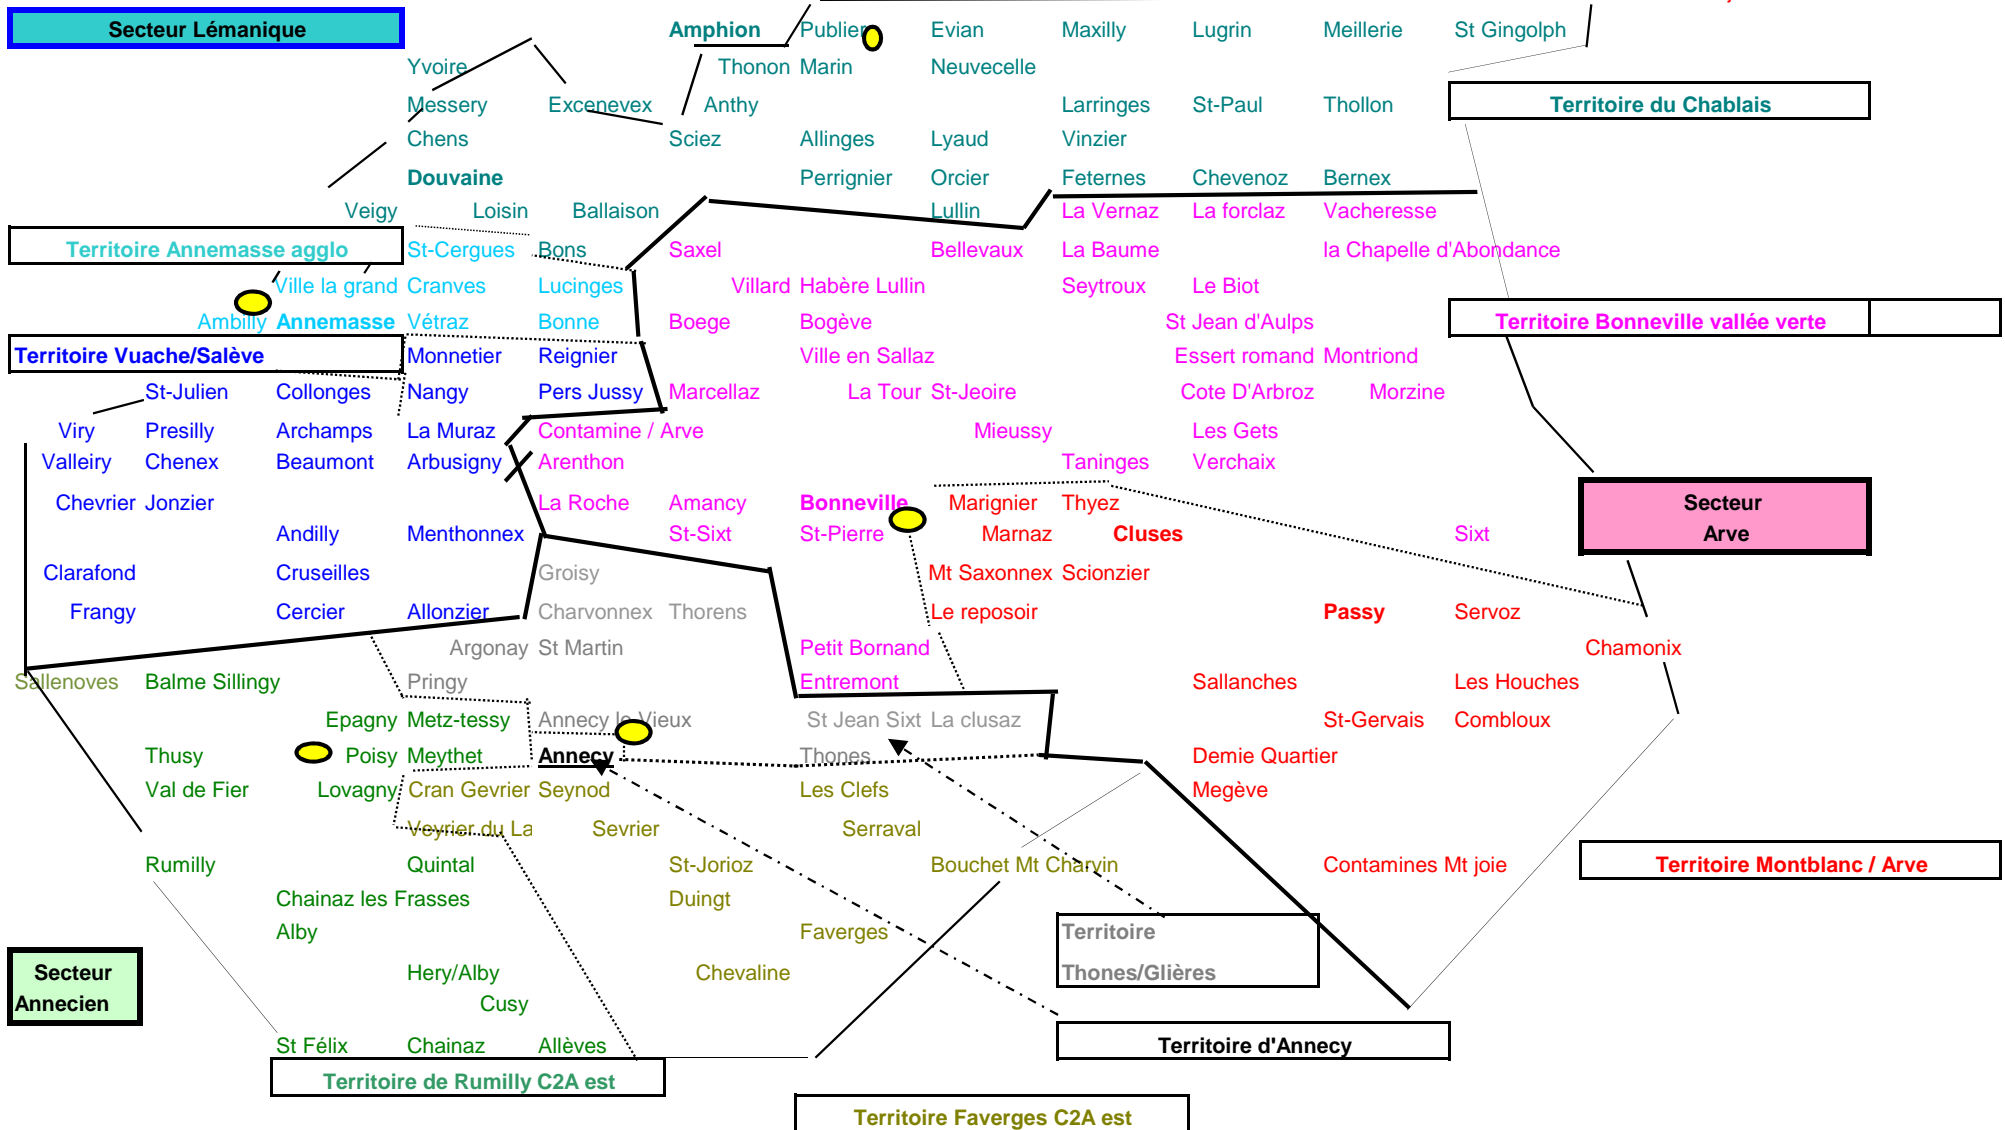 Secteur Lémanique Amphion Publier Evian Maxilly Lugrin Meillerie St Gingolph
Yvoire Thonon Marin Neuvecelle
Messery Excenevex Anthy Larringes St-Paul Thollon Territoire du Chablais
Chens Sciez Allinges Lyaud Vinzier
Douvaine Perrignier Orcier Feternes Chevenoz Bernex
Veigy Loisin Ballaison Lullin La Vernaz La forclaz Vacheresse
Territoire Annemasse agglo St-Cergues Bons Saxel Bellevaux La Baume la Chapelle d'Abondance
Ville la grand Cranves Lucinges Villard Habère Lullin Seytroux Le Biot
Ambilly Annemasse Vétraz Bonne Boege Bogève St Jean d'Aulps Territoire Bonneville vallée verte
Territoire Vuache/Salève Monnetier Reignier Ville en Sallaz Essert romand Montriond
St-Julien Collonges Nangy Pers Jussy Marcellaz La Tour St-Jeoire Cote D'Arbroz Morzine
Viry Presilly Archamps La Muraz Contamine / Arve Mieussy Les Gets
Valleiry Chenex Beaumont Arbusigny Arenthon Taninges Verchaix
Chevrier Jonzier La Roche Amancy Bonneville Marignier Thyez Secteur
Andilly Menthonnex St-Sixt St-Pierre Marnaz Cluses Sixt Arve
Clarafond Cruseilles Groisy Mt Saxonnex Scionzier
Frangy Cercier Allonzier Charvonnex Thorens Le reposoir Passy Servoz
Argonay St Martin Petit Bornand Chamonix
Sallenoves Balme Sillingy Pringy Entremont Sallanches Les Houches
Epagny Metz-tessy Annecy le Vieux St Jean Sixt La clusaz St-Gervais Combloux
Thusy Poisy Meythet Annecy Thones Demie Quartier
Val de Fier Lovagny Cran Gevrier Seynod Les Clefs Megève
Veyrier du La Sevrier Serraval
Rumilly Quintal St-Jorioz Bouchet Mt Charvin Contamines Mt joie Territoire Montblanc / Arve
Chainaz les Frasses Duingt
Alby Faverges Territoire
Secteur Hery/Alby Chevaline Thones/Glières
Annecien Cusy
St Félix Chainaz Allèves Territoire d'Annecy
Territoire de Rumilly C2A est
Territoire Faverges C2A est